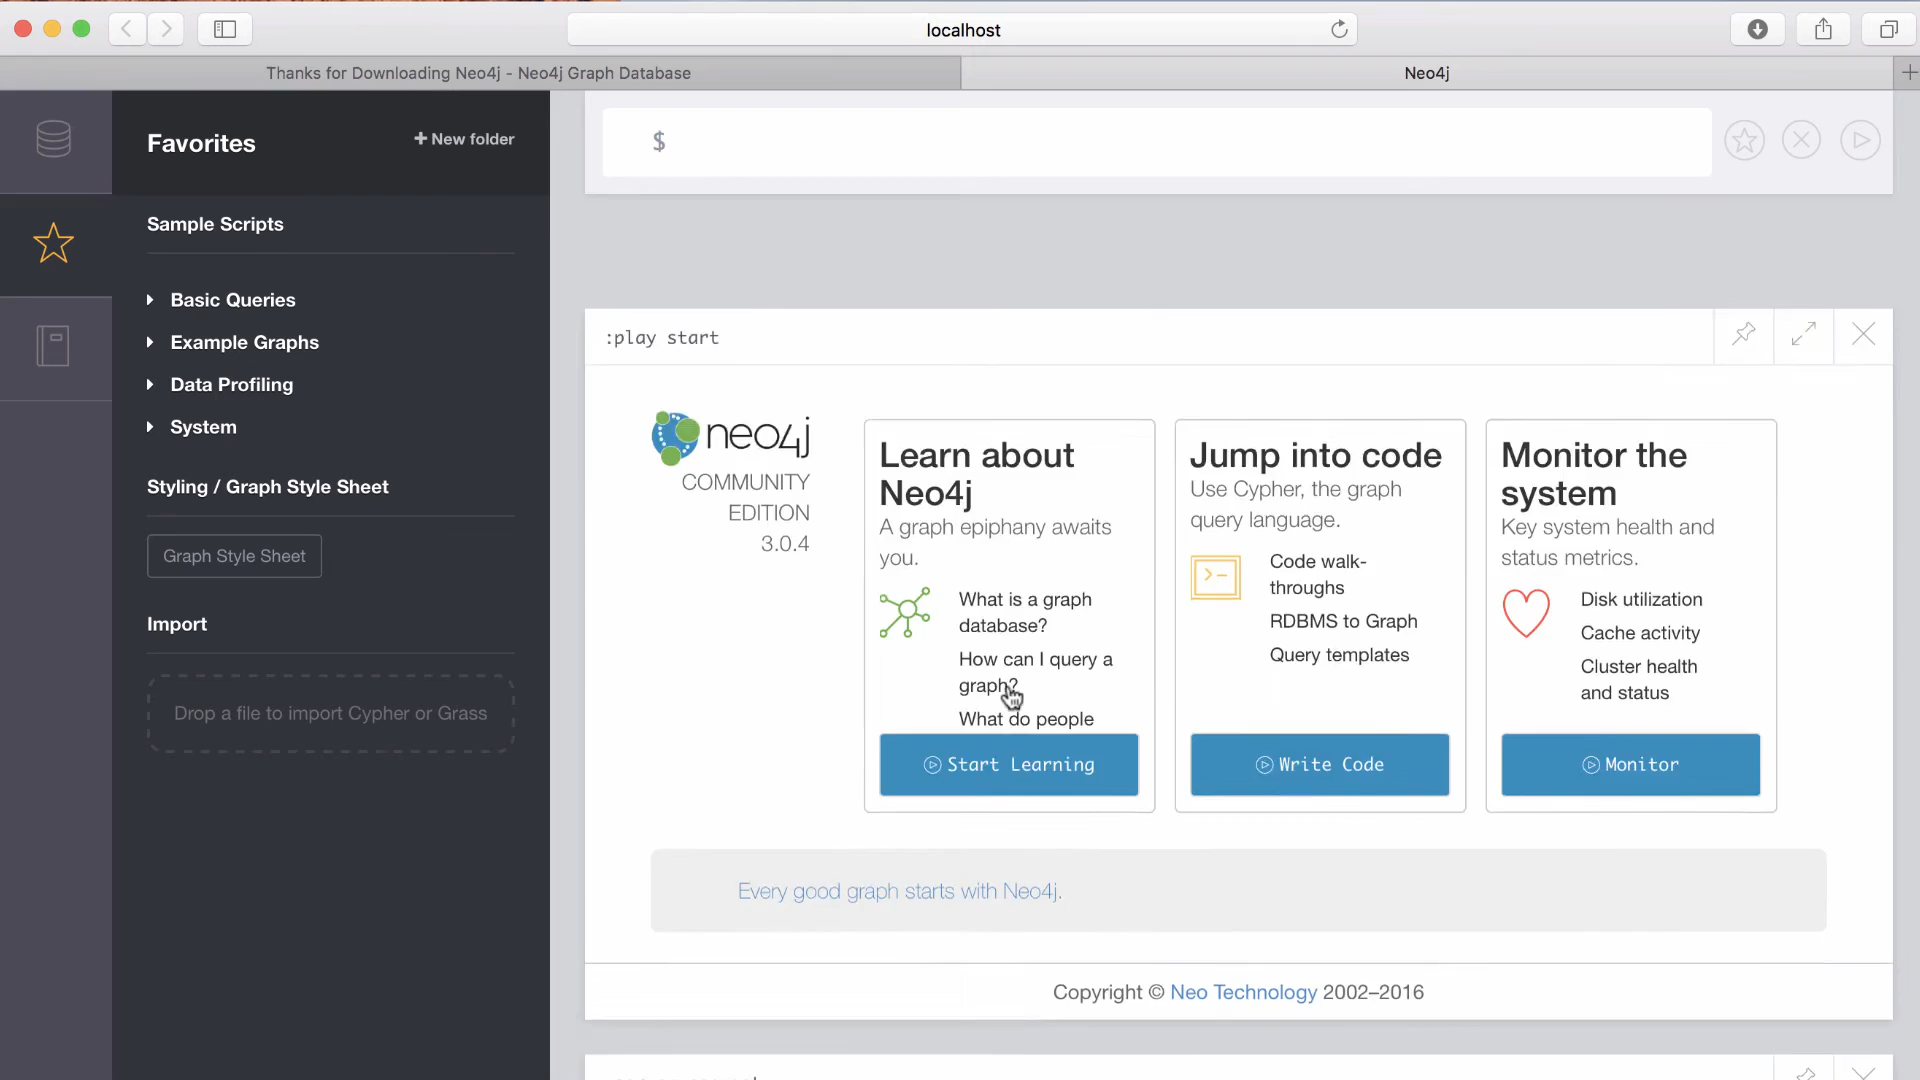 localhost
Thanks for Downloading Neo4j - Neo4j Graph Database
Neo4j
Favorites
+ New folder
Sample Scripts
Basic Queries
Example Graphs
Data Profiling
System
Styling / Graph Style Sheet
Graph Style Sheet
Import
Drop a file to import Cypher or Grass
$
:play start
neo4j
COMMUNITY
EDITION
3.0.4
Learn about
Neo4j
A graph epiphany awaits
you.
What is a graph
database?
How can I query a
graph?
What do people
Start Learning
Jump into code
Use Cypher, the graph
query language.
Code walk-
throughs
RDBMS to Graph
Query templates
Write Code
Monitor the
system
Key system health and
status metrics.
Disk utilization
Cache activity
Cluster health
and status
Monitor
Every good graph starts with Neo4j.
Copyright © Neo Technology 2002–2016